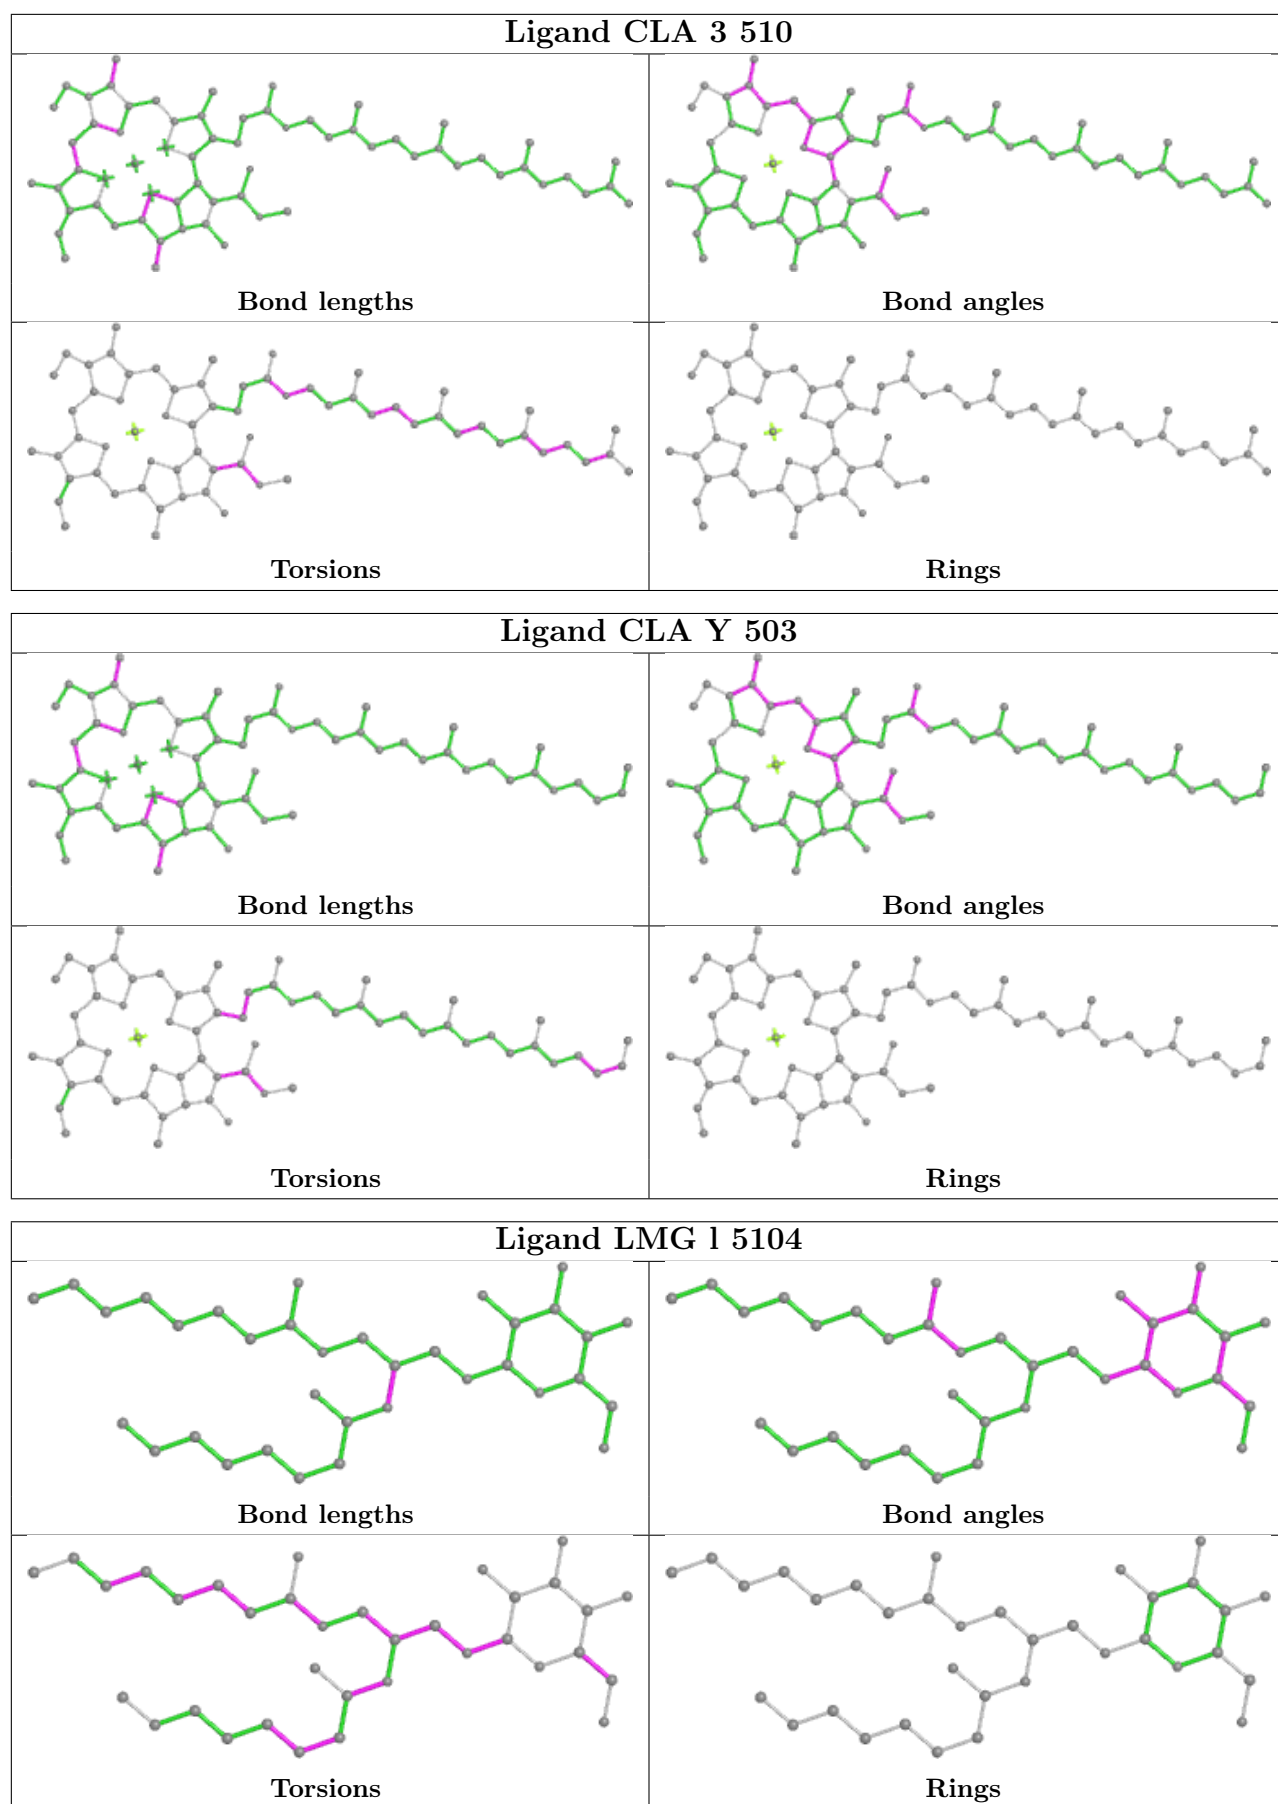 Ligand CLA 3 510
Bond lengths
Bond angles
Torsions
Rings
Ligand CLA Y 503
Bond lengths
Bond angles
Torsions
Rings
Ligand LMG l 5104
Bond lengths
Bond angles
Torsions
Rings